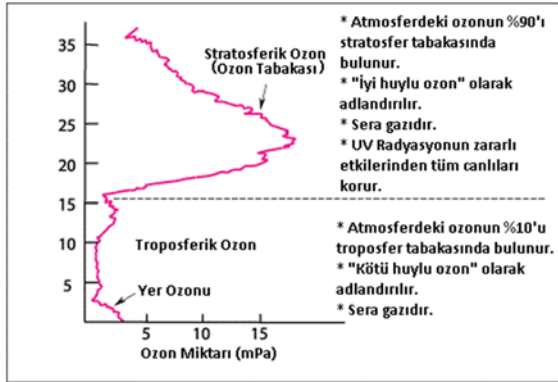 35
30
25
20
15
10
5
5
10
15
Ozon Miktarı (mPa)
Stratosferik Ozon
(Ozon Tabakası)
Troposferik Ozon
Yer Ozonu
* Atmosferdeki ozonun %90'ı
stratosfer tabakasında
bulunur.
* "İyi huylu ozon" olarak
adlandırılır.
* Sera gazıdır.
* UV Radyasyonun zararlı
etkilerinden tüm canlıları
korur.
* Atmosferdeki ozonun %10'u
troposfer tabakasında bulunur.
* "Kötü huylu ozon" olarak
adlandırılır.
* Sera gazıdır.